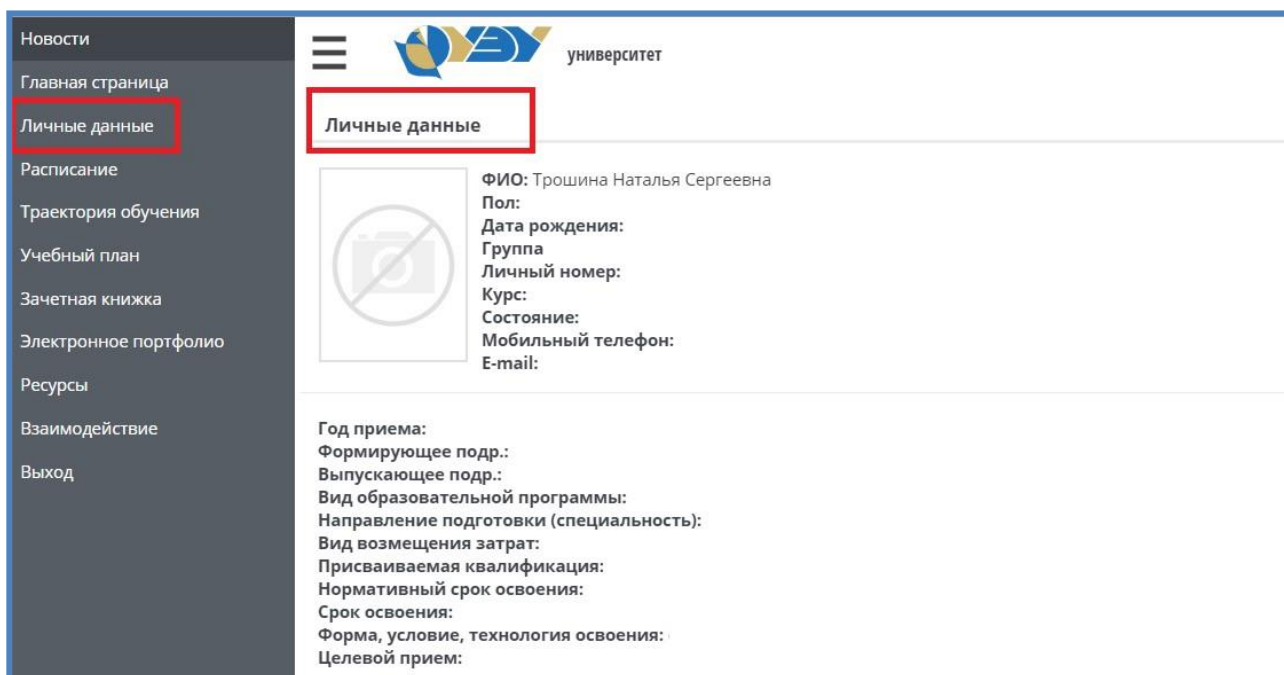 Новости
Главная страница
Личные данные
Расписание
Траектория обучения
Учебный план
Зачетная книжка
Электронное портфолио
Ресурсы
Взаимодействие
Выход
УЭУ университет
Личные данные
ФИО: Трошина Наталья Сергеевна
Пол:
Дата рождения:
Группа
Личный номер:
Курс:
Состояние:
Мобильный телефон:
E-mail:
Год приема:
Формирующее подр.:
Выпускающее подр.:
Вид образовательной программы:
Направление подготовки (специальность):
Вид возмещения затрат:
Присваиваемая квалификация:
Нормативный срок освоения:
Срок освоения:
Форма, условие, технология освоения:
Целевой прием: